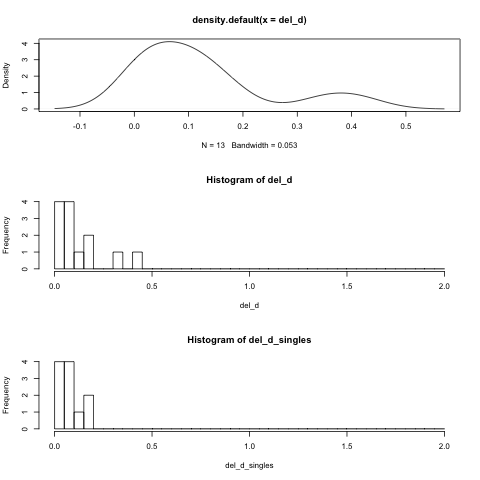 density.default(x = del_d)
Density
0 1 2 3 4
-0.1 0.0 0.1 0.2 0.3 0.4 0.5
N = 13 Bandwidth = 0.053
Histogram of del_d
Frequency
0 1 2 3 4
0.0 0.5 1.0 1.5 2.0
del_d
Histogram of del_d_singles
Frequency
0 1 2 3 4
0.0 0.5 1.0 1.5 2.0
del_d_singles